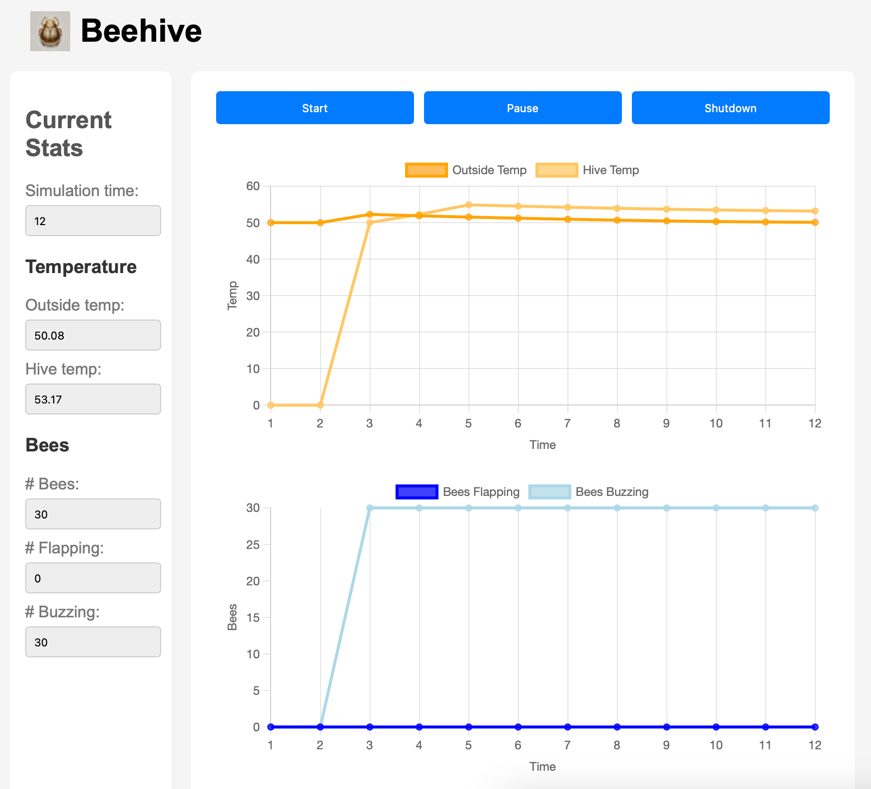 Beehive
Current
Stats
Simulation time:
12
Temperature
Outside temp:
50.08
Hive temp:
53.17
Bees
# Bees:
30
# Flapping:
0
# Buzzing:
30
Start Pause Shutdown
Outside Temp Hive Temp
60
50
40
30
20
10
0
Temp
1 2 3 4 5 6 7 8 9 10 11 12
Time
Bees Flapping Bees Buzzing
30
25
20
15
10
5
0
Bees
1 2 3 4 5 6 7 8 9 10 11 12
Time